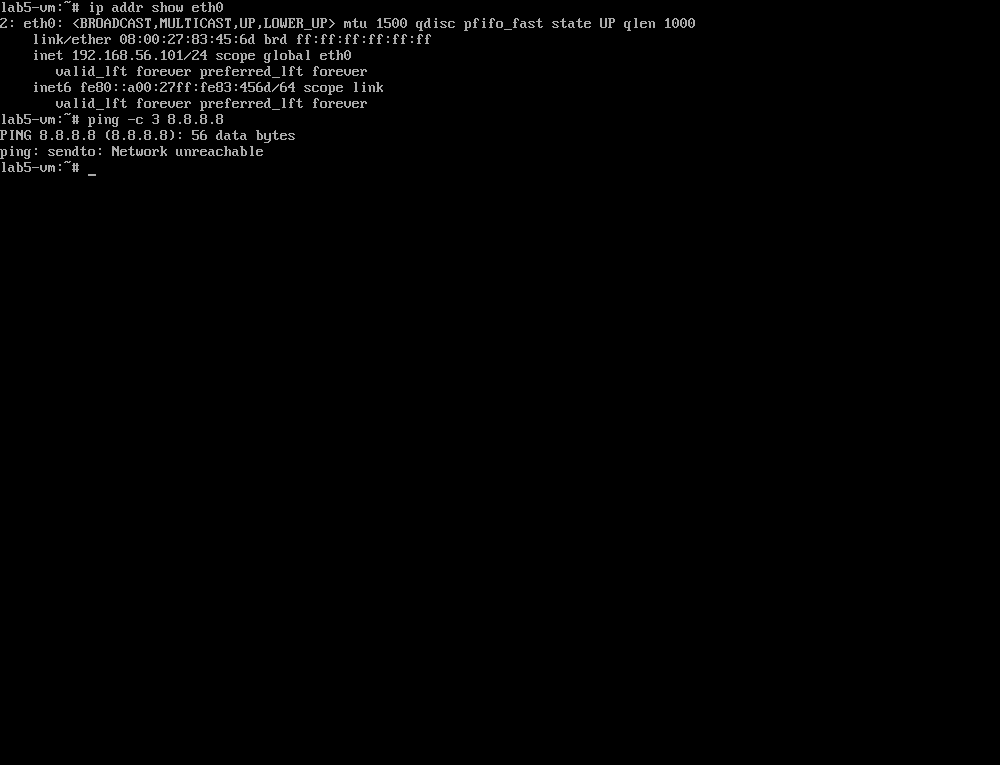 lab5-vm:~# ip addr show eth0
2: eth0: <BROADCAST,MULTICAST,UP,LOWER_UP> mtu 1500 qdisc pfifo_fast state UP qlen 1000
    link/ether 08:00:27:83:45:6d brd ff:ff:ff:ff:ff:ff
    inet 192.168.56.101/24 scope global eth0
       valid_lft forever preferred_lft forever
    inet6 fe80::a00:27ff:fe83:456d/64 scope link
       valid_lft forever preferred_lft forever
lab5-vm:~# ping -c 3 8.8.8.8
PING 8.8.8.8 (8.8.8.8): 56 data bytes
ping: sendto: Network unreachable
lab5-vm:~# _